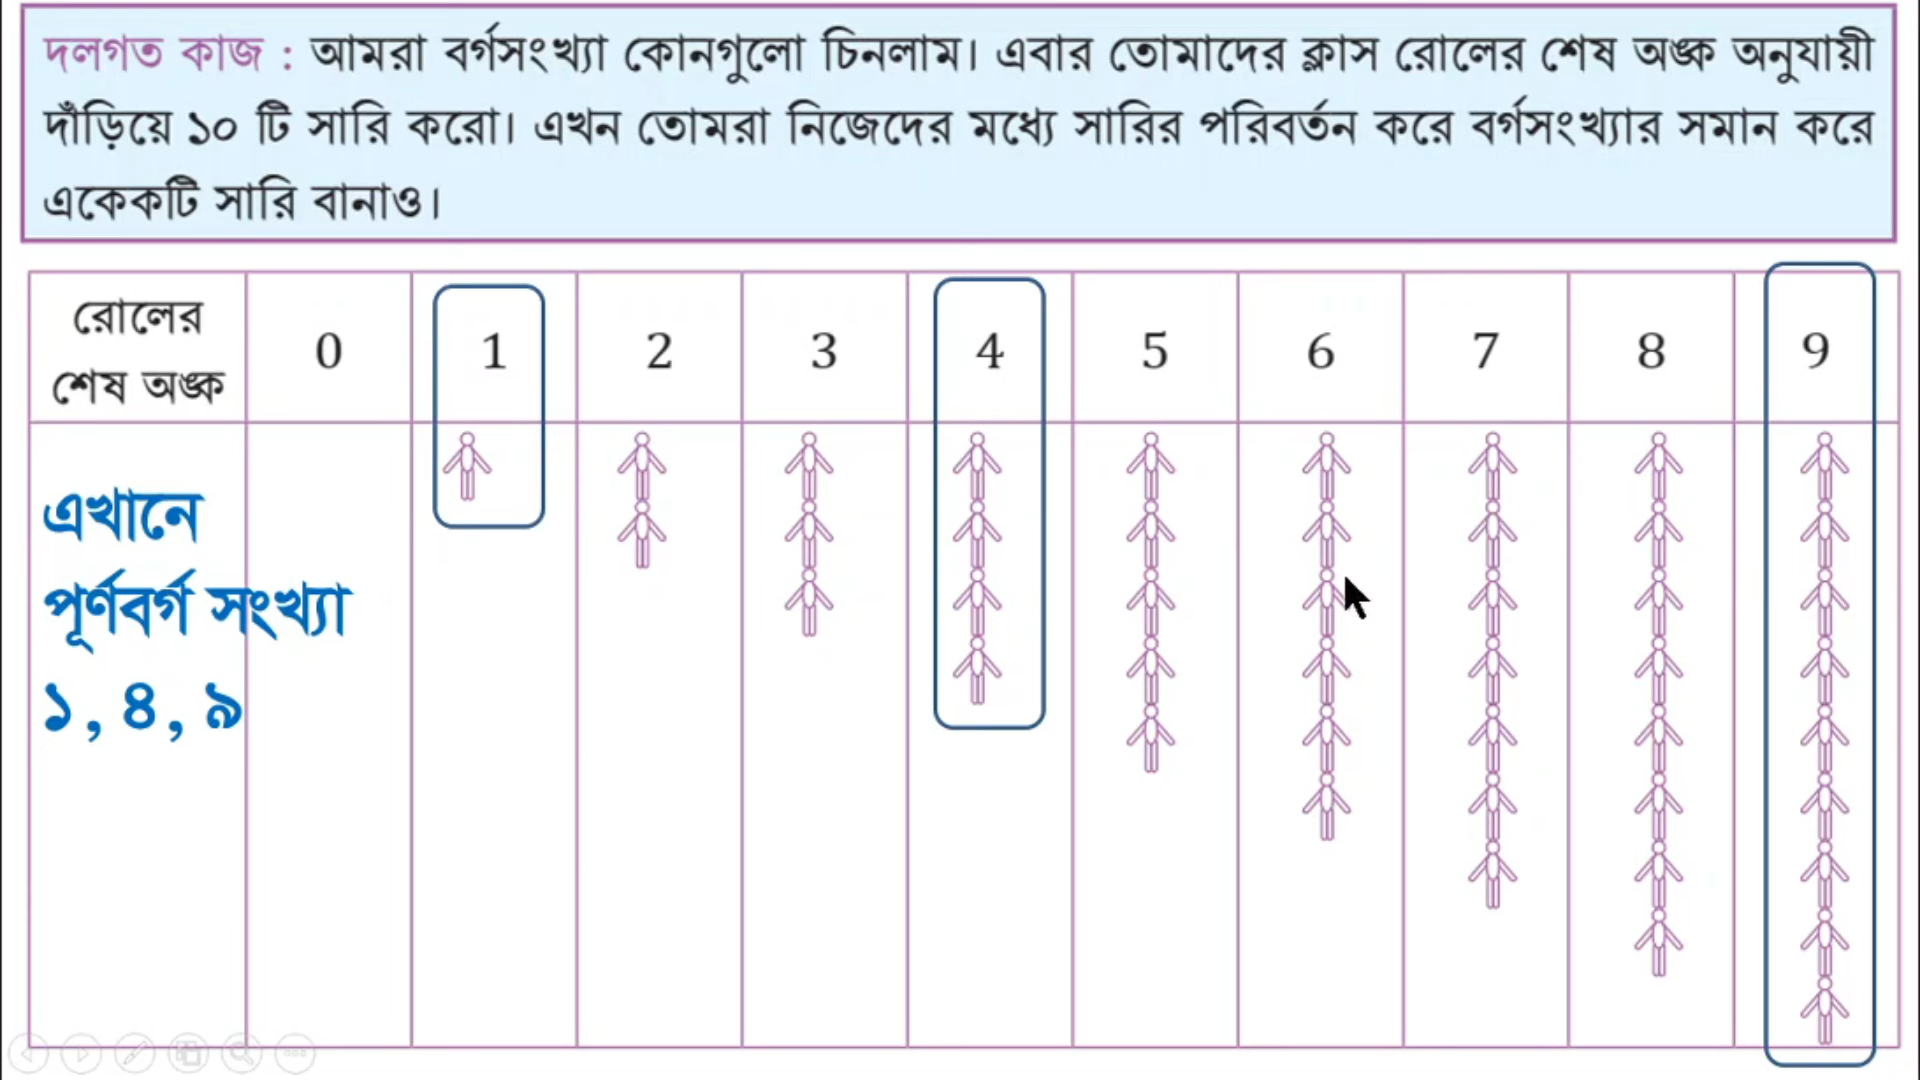 দলগত কাজ : আমরা বর্গসংখ্যা কোনগুলো চিনলাম। এবার তোমাদের ক্লাস রোলের শেষ অঙ্ক অনুযায়ী
দাঁড়িয়ে ১০ টি সারি করো। এখন তোমরা নিজেদের মধ্যে সারির পরিবর্তন করে বর্গসংখ্যার সমান করে
একেকটি সারি বানাও।
রোলের
শেষ অঙ্ক
0 1 2 3 4 5 6 7 8 9
এখানে
পূর্ণবর্গ সংখ্যা
১, ৪, ৯